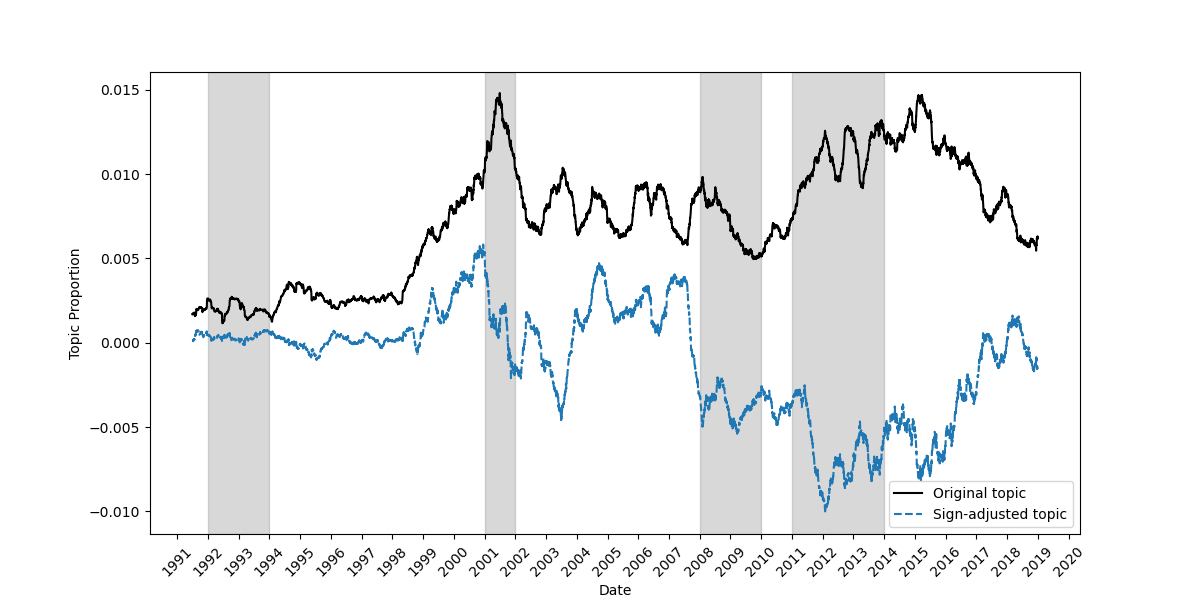 Topic Proportion
0.015
0.010
0.005
0.000
−0.005
−0.010
Original topic
Sign-adjusted topic
1991 1992 1993 1994 1995 1996 1997 1998 1999 2000 2001 2002 2003 2004 2005 2006 2007 2008 2009 2010 2011 2012 2013 2014 2015 2016 2017 2018 2019 2020
Date